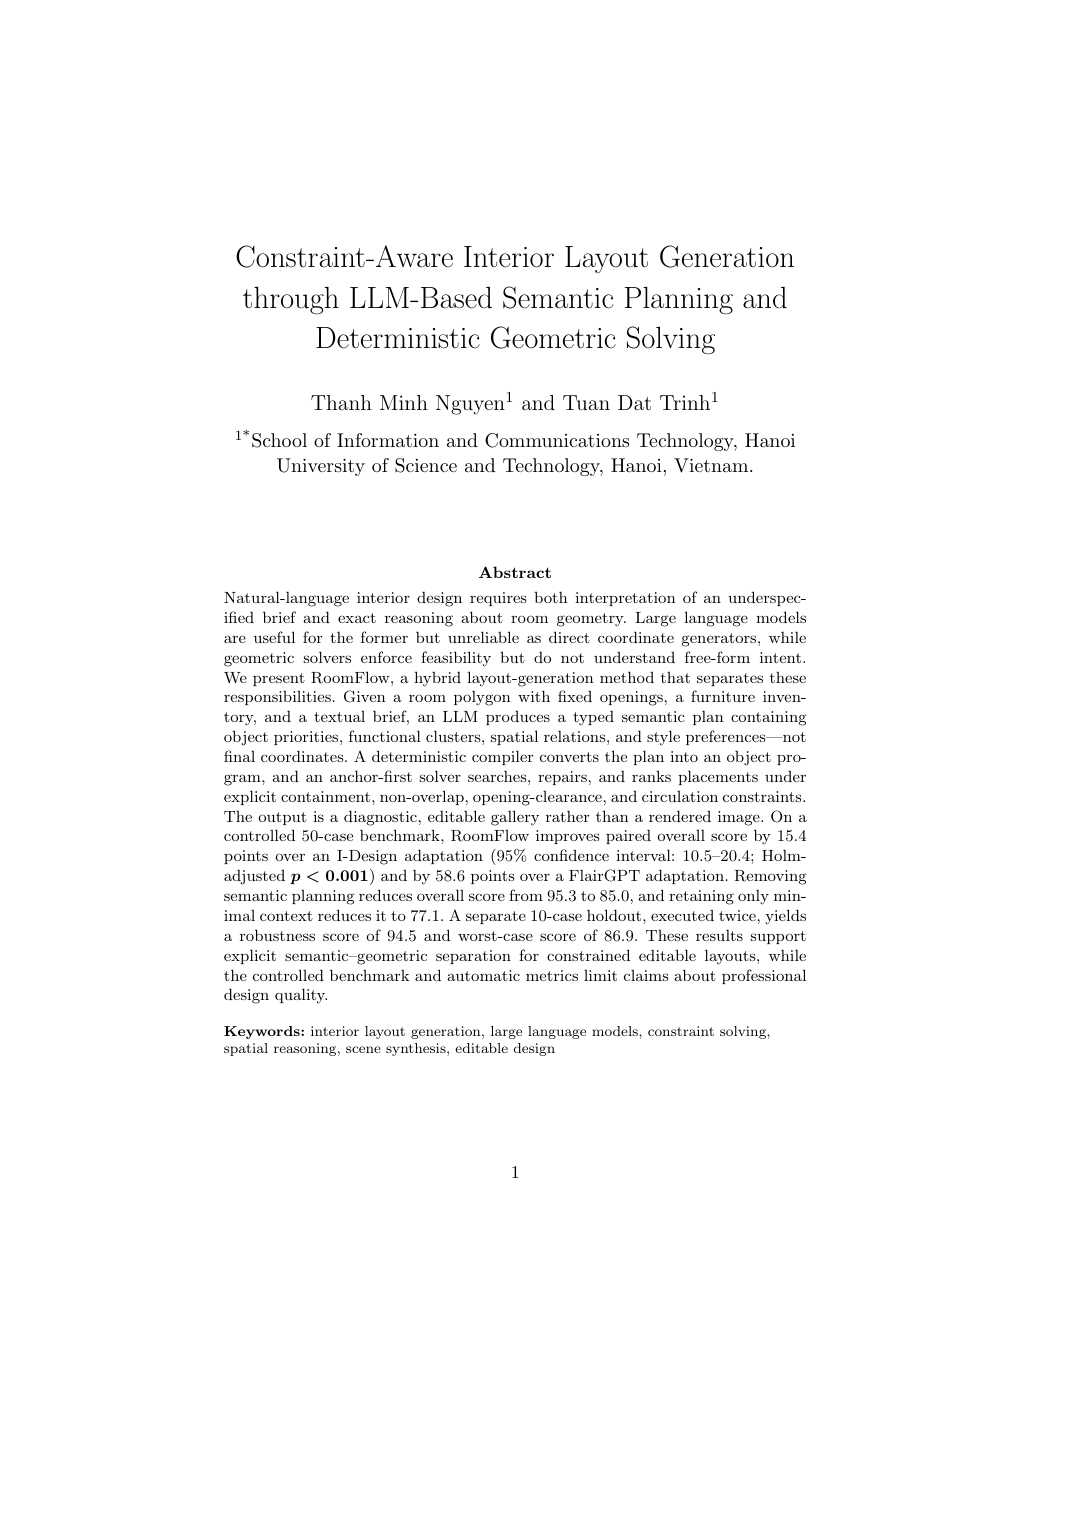 Constraint-Aware Interior Layout Generation
through LLM-Based Semantic Planning and
Deterministic Geometric Solving
Thanh Minh Nguyen1 and Tuan Dat Trinh1
1*School of Information and Communications Technology, Hanoi
University of Science and Technology, Hanoi, Vietnam.
Abstract
Natural-language interior design requires both interpretation of an underspec-
ified brief and exact reasoning about room geometry. Large language models
are useful for the former but unreliable as direct coordinate generators, while
geometric solvers enforce feasibility but do not understand free-form intent.
We present RoomFlow, a hybrid layout-generation method that separates these
responsibilities. Given a room polygon with fixed openings, a furniture inven-
tory, and a textual brief, an LLM produces a typed semantic plan containing
object priorities, functional clusters, spatial relations, and style preferences—not
final coordinates. A deterministic compiler converts the plan into an object pro-
gram, and an anchor-first solver searches, repairs, and ranks placements under
explicit containment, non-overlap, opening-clearance, and circulation constraints.
The output is a diagnostic, editable gallery rather than a rendered image. On a
controlled 50-case benchmark, RoomFlow improves paired overall score by 15.4
points over an I-Design adaptation (95% confidence interval: 10.5–20.4; Holm-
adjusted p < 0.001) and by 58.6 points over a FlairGPT adaptation. Removing
semantic planning reduces overall score from 95.3 to 85.0, and retaining only min-
imal context reduces it to 77.1. A separate 10-case holdout, executed twice, yields
a robustness score of 94.5 and worst-case score of 86.9. These results support
explicit semantic–geometric separation for constrained editable layouts, while
the controlled benchmark and automatic metrics limit claims about professional
design quality.
Keywords: interior layout generation, large language models, constraint solving,
spatial reasoning, scene synthesis, editable design
1